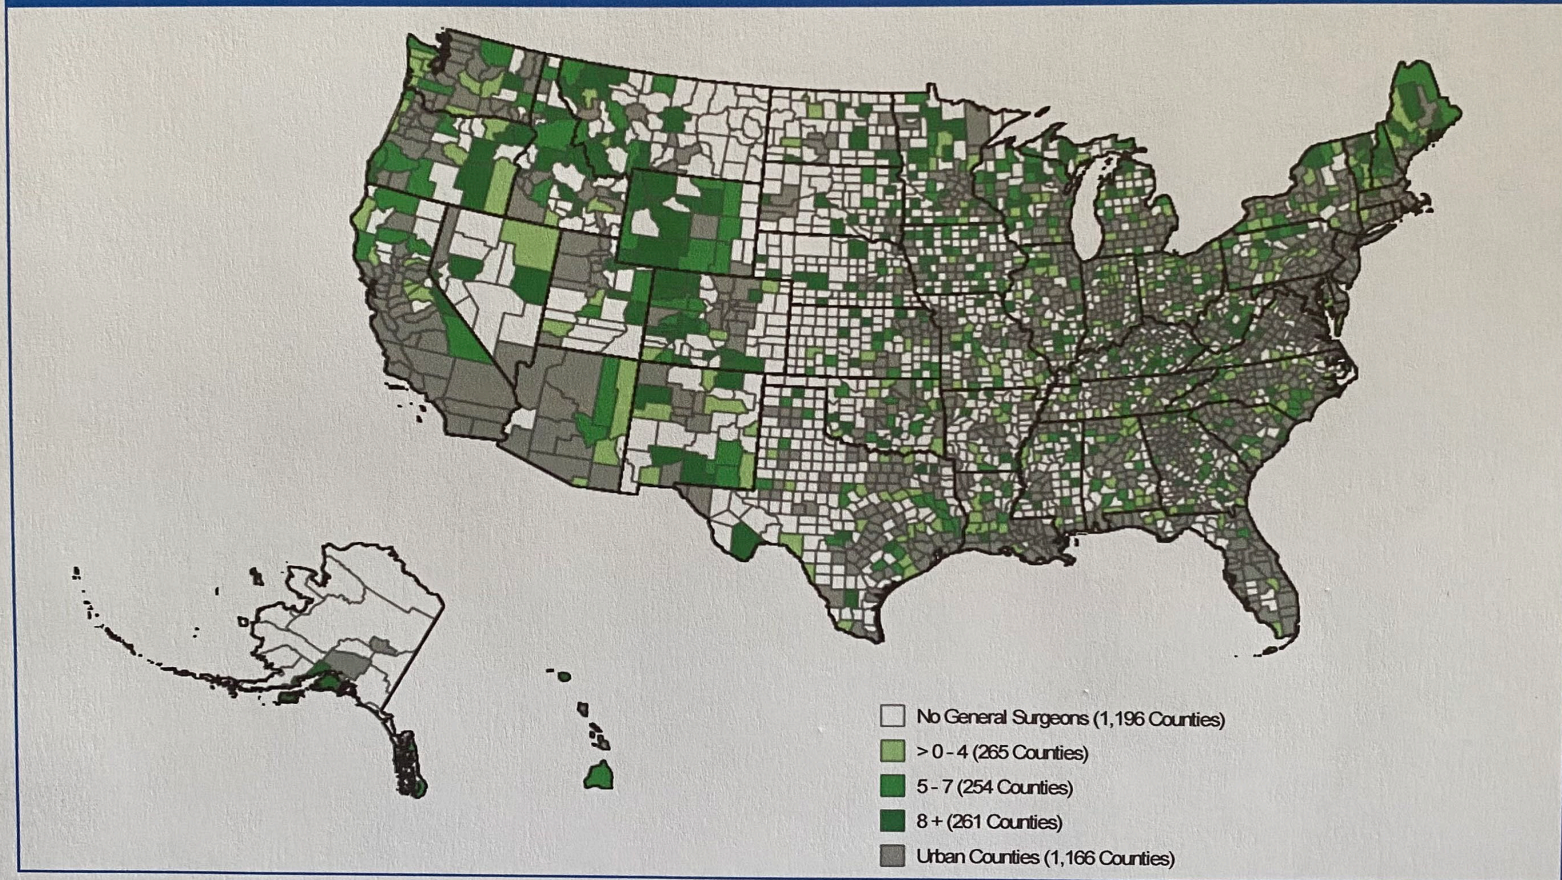 No General Surgeons (1,196 Counties)
> 0 - 4 (265 Counties)
5 - 7 (254 Counties)
8 + (261 Counties)
Urban Counties (1,166 Counties)